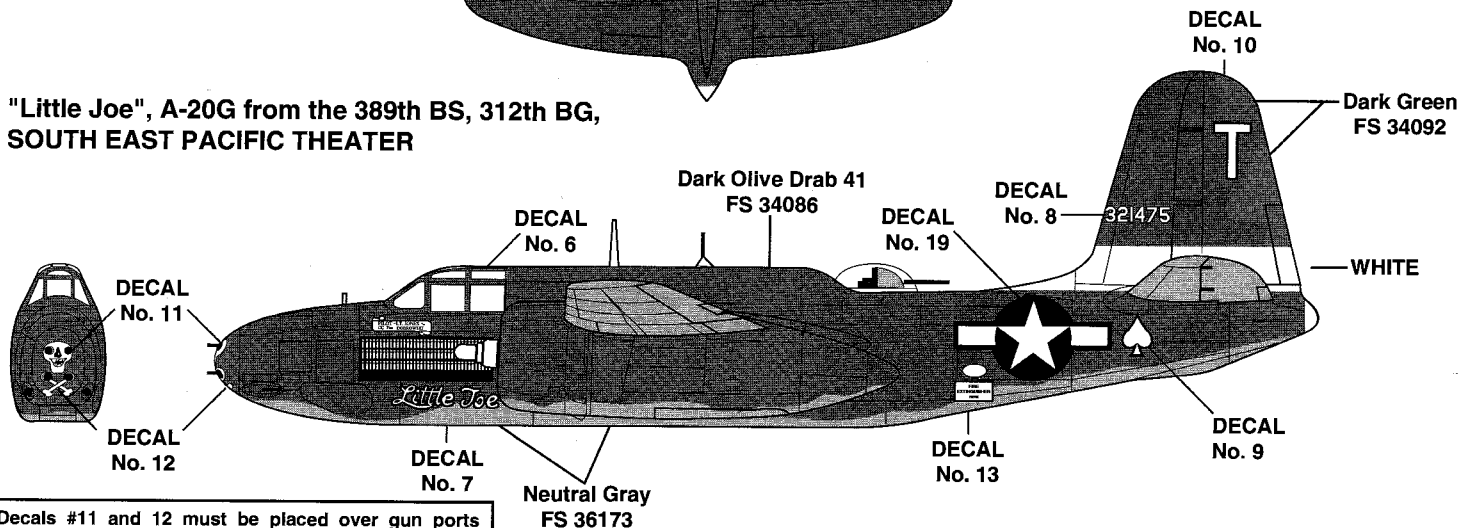 DECAL
No. 10
"Little Joe", A-20G from the 389th BS, 312th BG,
SOUTH EAST PACIFIC THEATER
Dark Green
FS 34092
T
Dark Olive Drab 41
FS 34086
DECAL
No. 8
321475
DECAL
No. 6
DECAL
No. 19
WHITE
DECAL
No. 11
Little Joe
FIRE
EXTINGUISHER
DECAL
No. 12
DECAL
No. 7
DECAL
No. 13
DECAL
No. 9
Neutral Gray
FS 36173
Decals #11 and 12 must be placed over gun ports